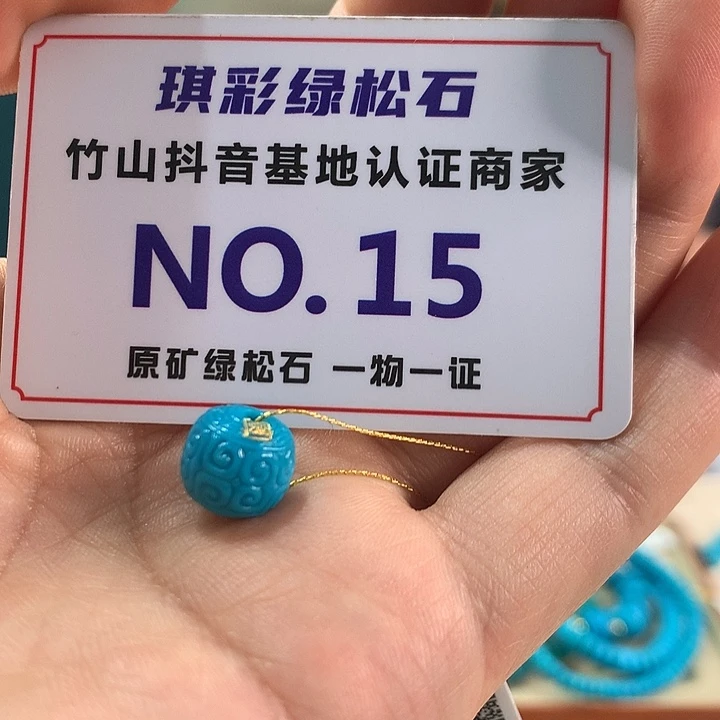 琪彩绿松石
竹山抖音基地认证商家
NO.15
原矿绿松石 一物一证